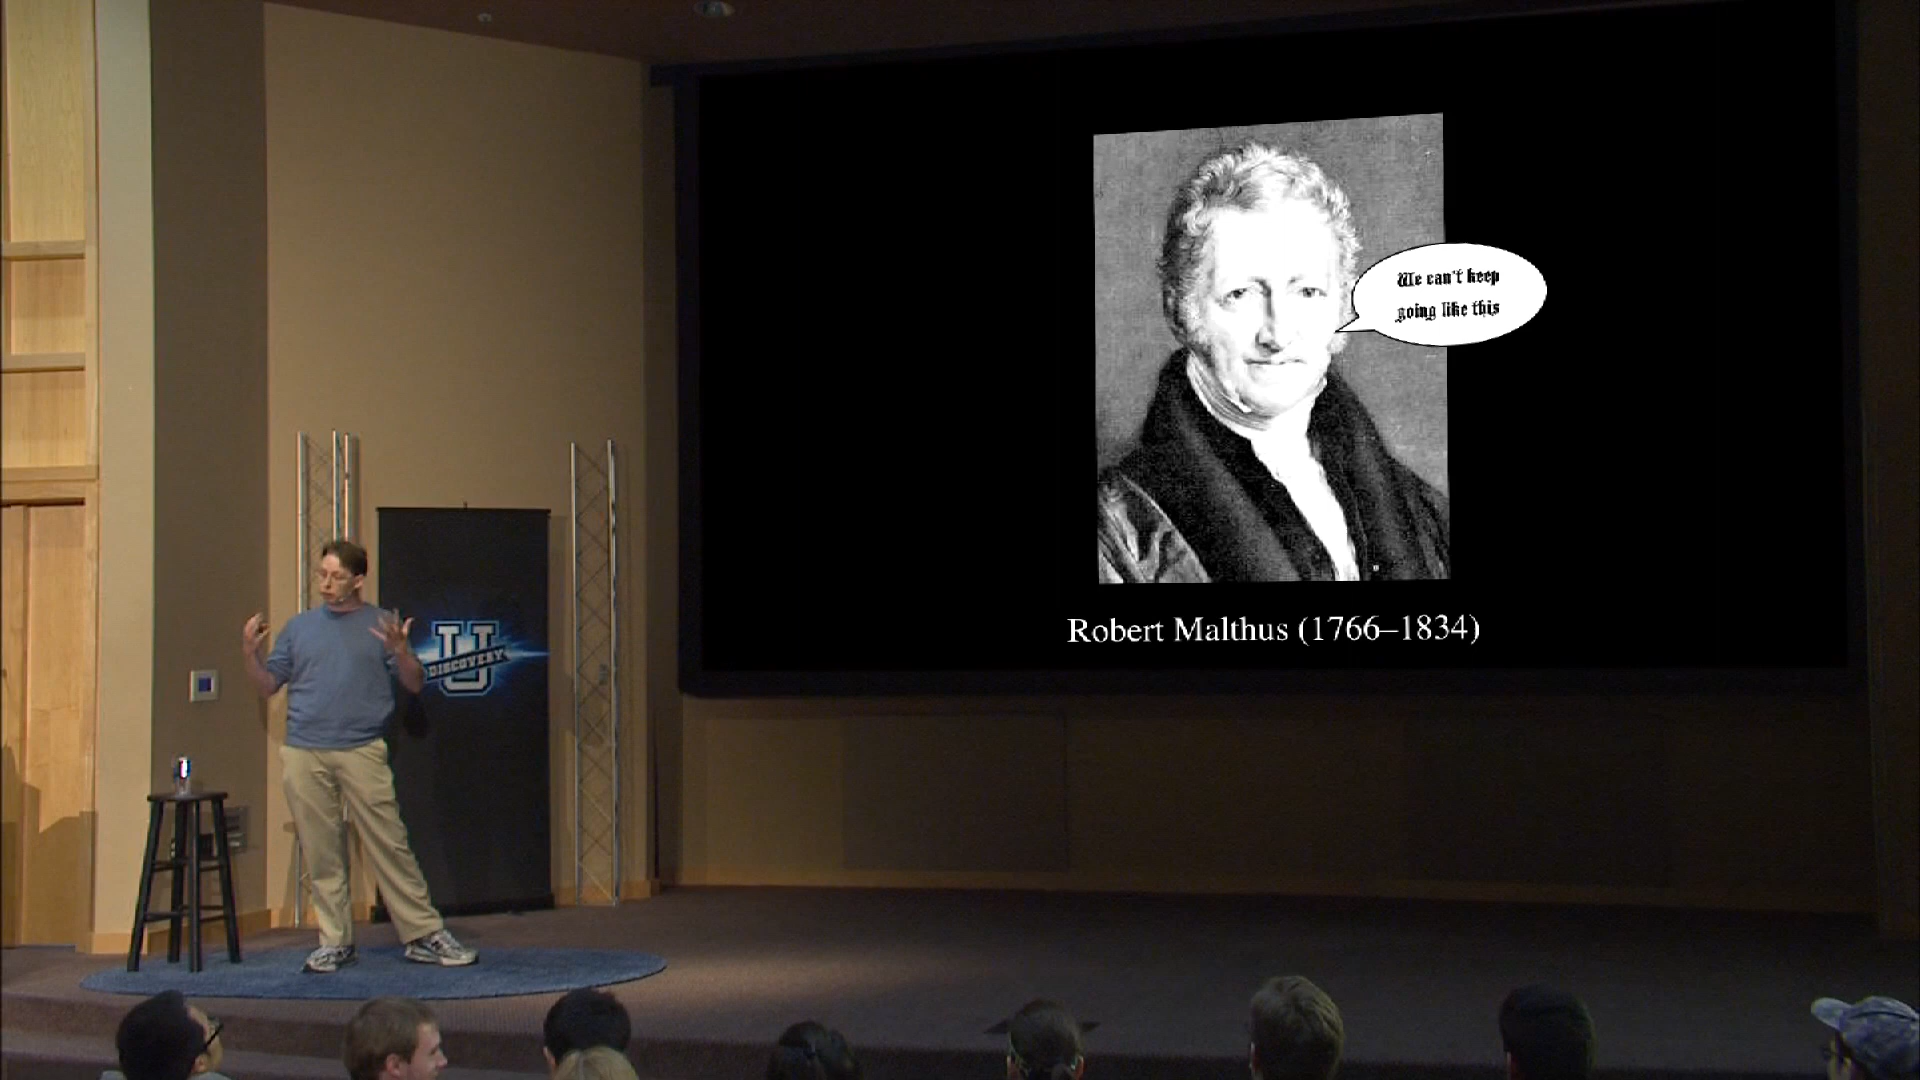 We can't keep
going like this
Robert Malthus (1766–1834)
U
DISCOVERY